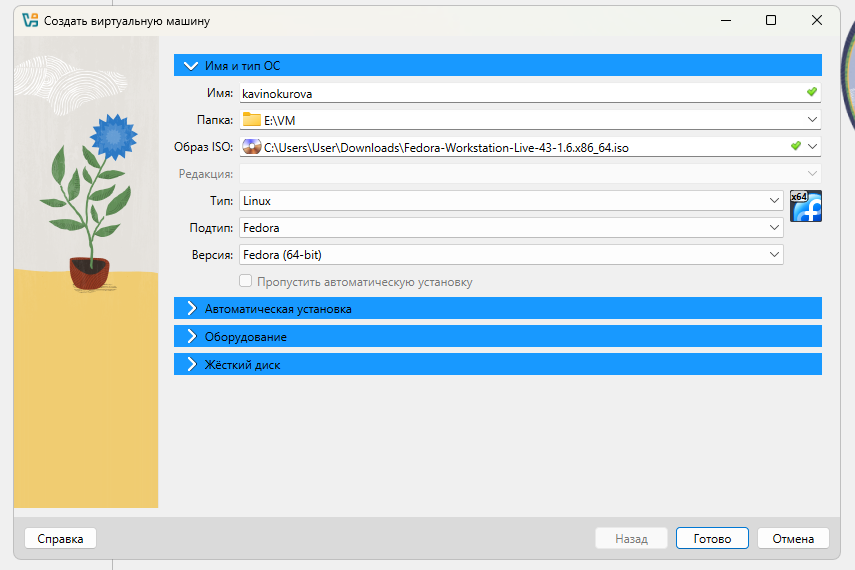 Создать виртуальную машину
Имя и тип ОС
Имя: kavinokurova
Папка: E:\VM
Образ ISO: C:\Users\User\Downloads\Fedora-Workstation-Live-43-1.6.x86_64.iso
Редакция:
Тип: Linux
x64
Подтип: Fedora
Версия: Fedora (64-bit)
Пропустить автоматическую установку
Автоматическая установка
Оборудование
Жёсткий диск
Справка Назад Готово Отмена